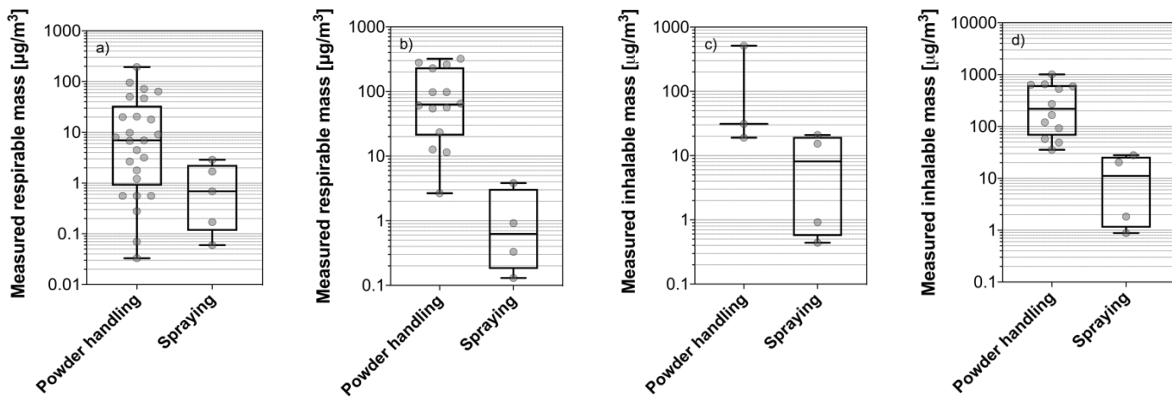 Measured respirable mass [µg/m³]
a)
1000
100
10
1
0.1
0.01
Powder handling
Spraying
Measured respirable mass [µg/m³]
b)
1000
100
10
1
0.1
Powder handling
Spraying
Measured inhalable mass [µg/m³]
c)
1000
100
10
1
0.1
Powder handling
Spraying
Measured inhalable mass [µg/m³]
d)
10000
1000
100
10
1
0.1
Powder handling
Spraying